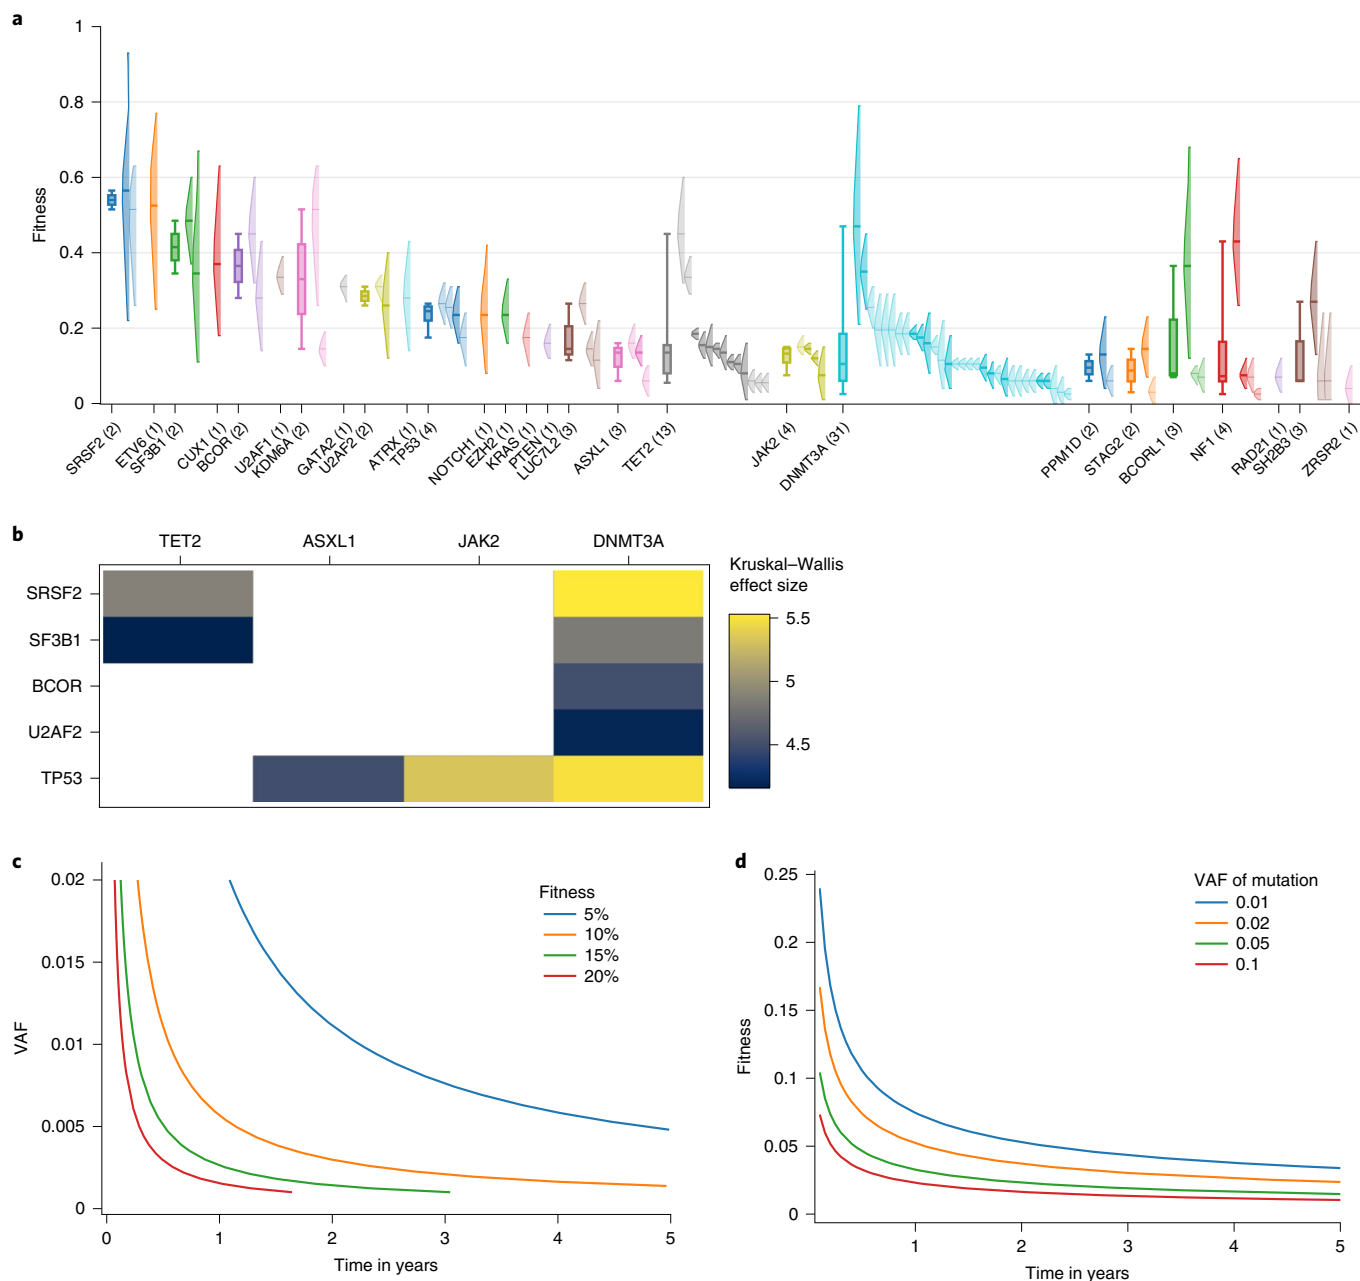 a
1
0.8
0.6
0.4
0.2
0
Fitness
SRSF2 (2)
ETV6 (1)
SF3B1 (2)
CUX1 (1)
BCOR (2)
U2AF1 (1)
KDM6A (2)
GATA2 (1)
U2AF2 (2)
ATRX (1)
TP53 (4)
NOTCH1 (1)
EZH2 (1)
KRAS (1)
PTEN (1)
LUC7L2 (3)
ASXL1 (3)
TET2 (13)
JAK2 (4)
DNMT3A (31)
PPM1D (2)
STAG2 (2)
BCORL1 (3)
NF1 (4)
RAD21 (1)
SH2B3 (3)
ZRSR2 (1)
b
TET2 ASXL1 JAK2 DNMT3A
SRSF2
SF3B1
BCOR
U2AF2
TP53
Kruskal–Wallis
effect size
5.5
5
4.5
c
0.02
0.015
0.01
0.005
0
VAF
Fitness
5%
10%
15%
20%
0 1 2 3 4 5
Time in years
d
0.25
0.2
0.15
0.1
0.05
0
Fitness
VAF of mutation
0.01
0.02
0.05
0.1
1 2 3 4 5
Time in years